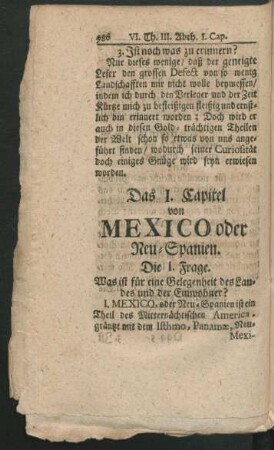 986 VI. Th. III. Abth. I. Cap.
3. Ist noch was zu erinnern?
Nur dieses wenige/ daß der geneigte
Leser den grossen Defect von so wenig
Landschafften mir nicht wolle beymessen/
indem ich durch den Verleger und der Zeit
Kürtze mich zu befleißigen fleißig und ernst-
lich bin erinnert worden; Doch wird er
auch in diesen Gold-trächtigen Theilen
der Welt schon so etwas von uns ange-
führet finden/ wodurch seiner Curiosität
doch einiges Gnüge wird seyn erwiesen
worden.
Das I. Capitel
von
MEXICO oder
Neu-Spanien.
Die I. Frage.
Was ist für eine Gelegenheit des Lan-
des und der Einwohner?
I. MEXICO, oder Neu-Spanien ist ein
Theil des Mitternächtischen America,
gräntzt mit dem Isthmo, Panamæ, Neu-
Mexi-